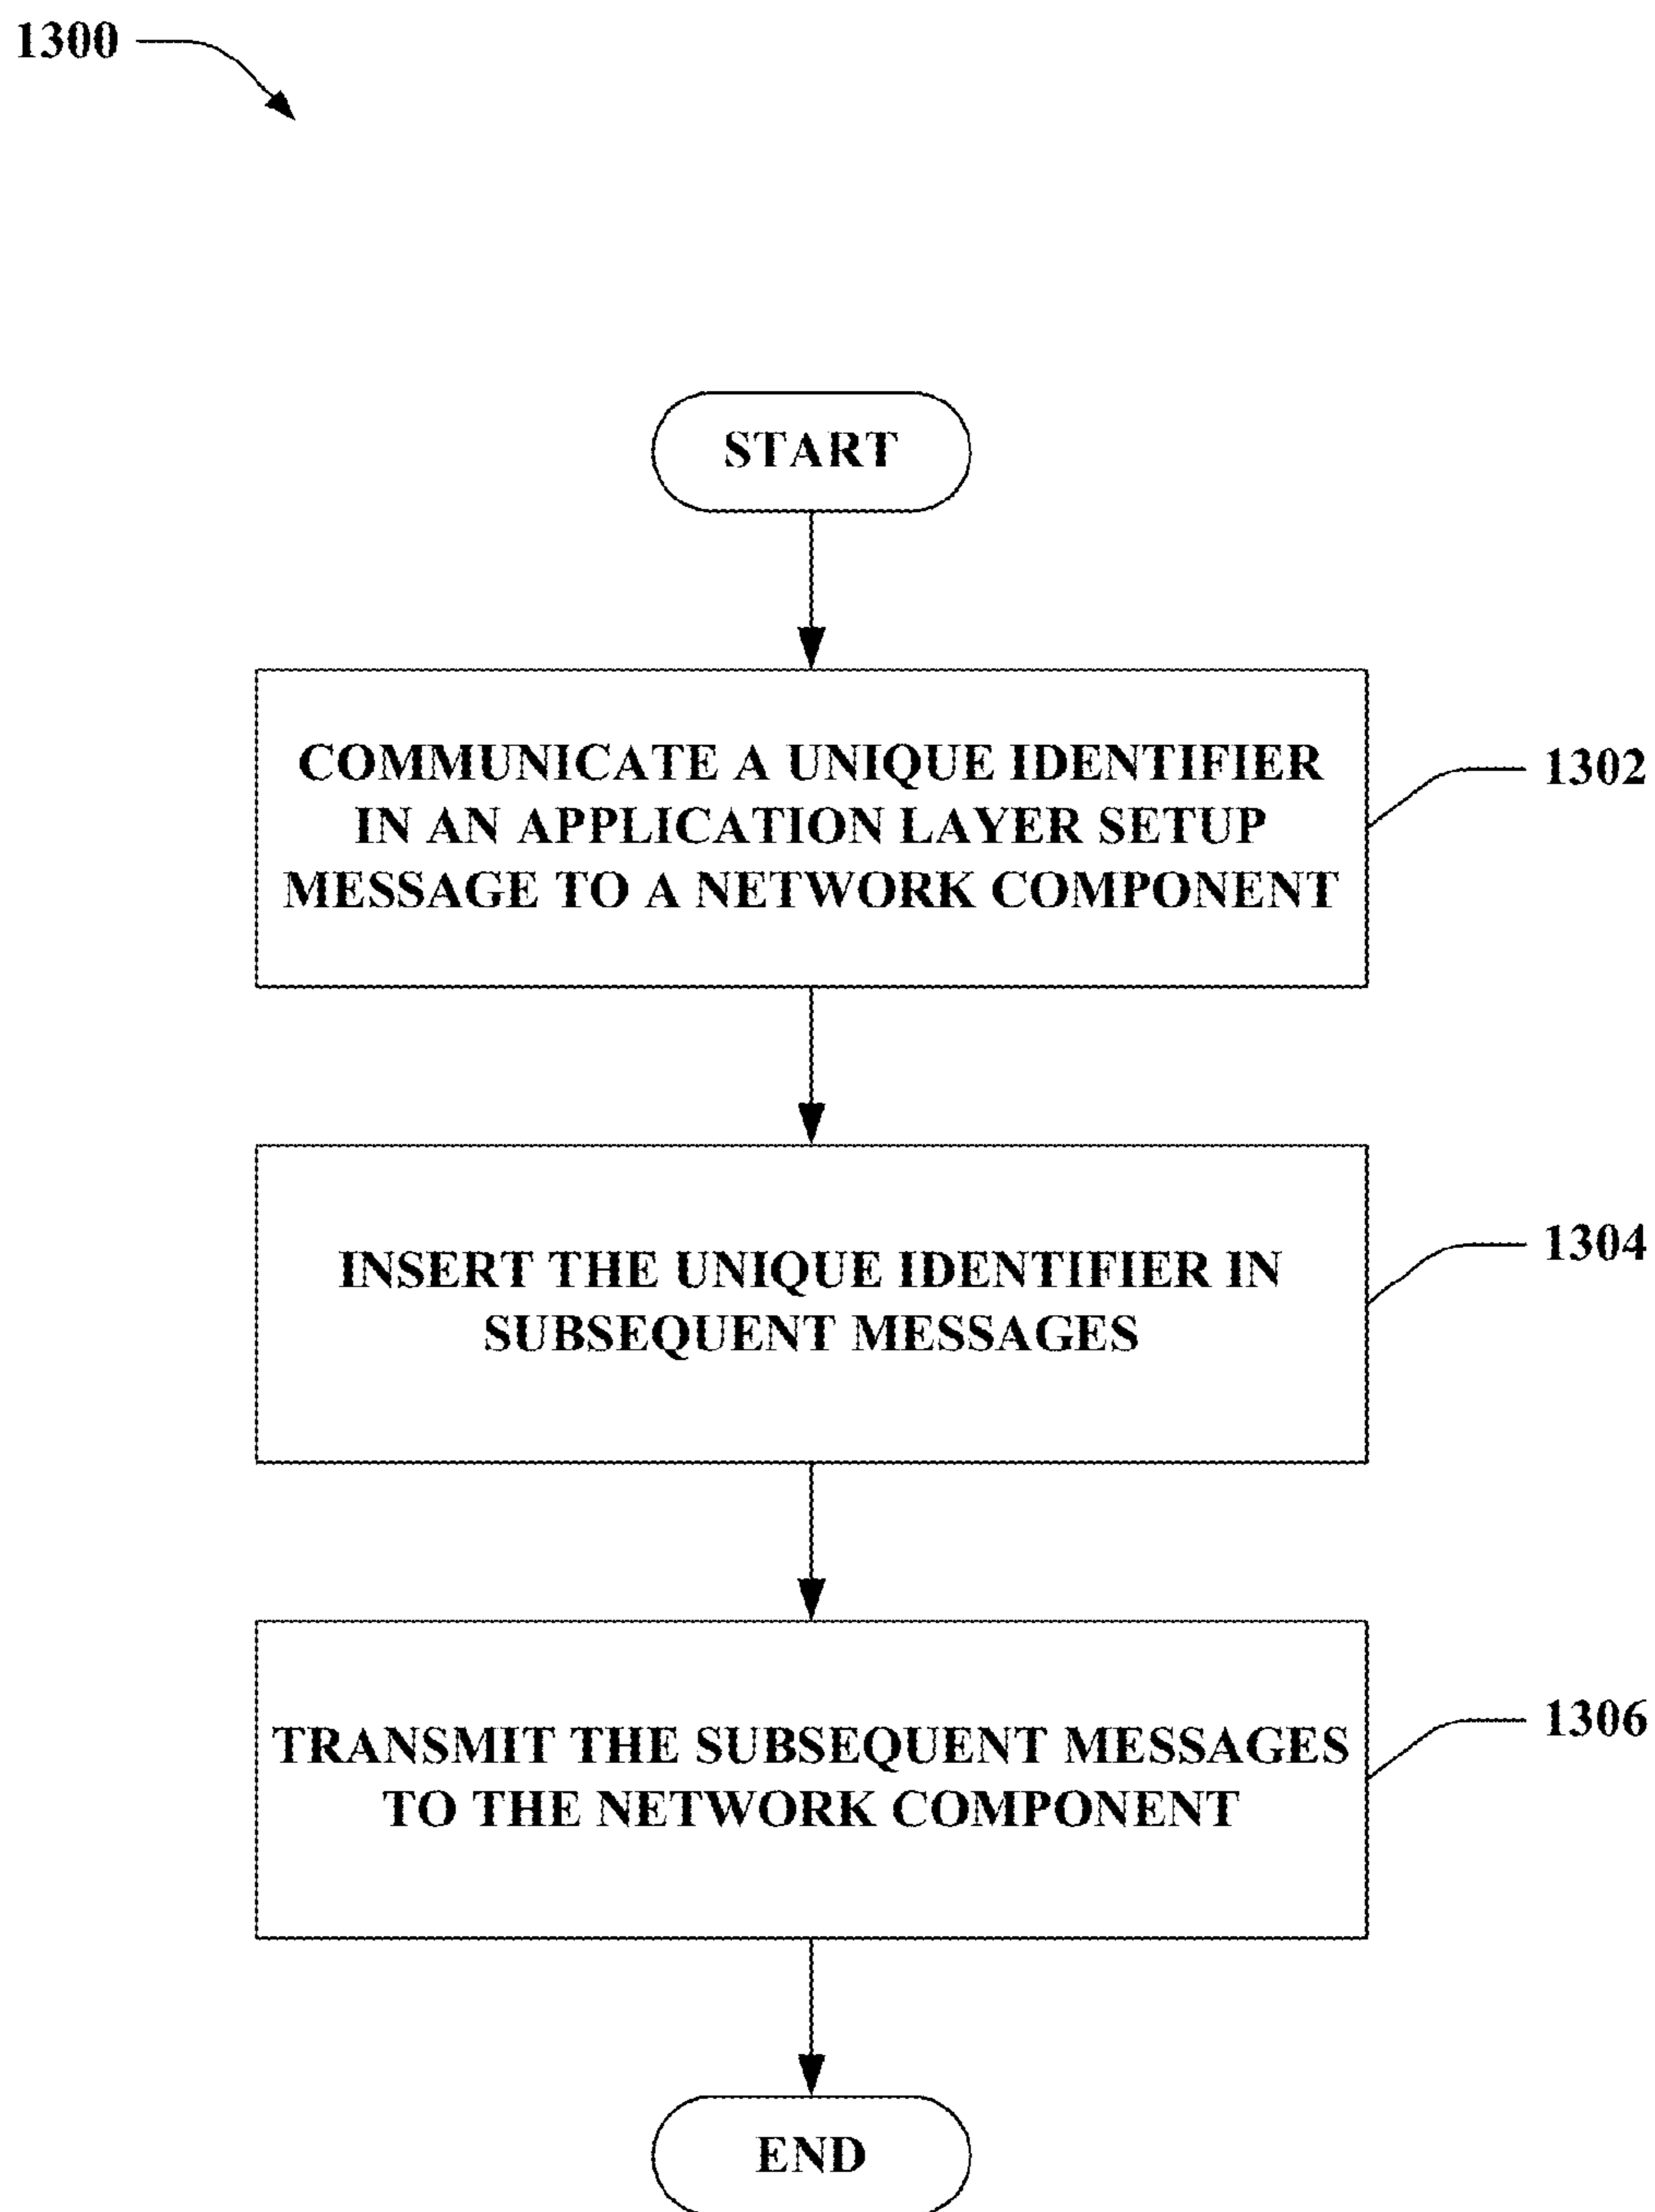 1300
START
COMMUNICATE A UNIQUE IDENTIFIER
IN AN APPLICATION LAYER SETUP
MESSAGE TO A NETWORK COMPONENT
1302
INSERT THE UNIQUE IDENTIFIER IN
SUBSEQUENT MESSAGES
1304
TRANSMIT THE SUBSEQUENT MESSAGES
TO THE NETWORK COMPONENT
1306
END